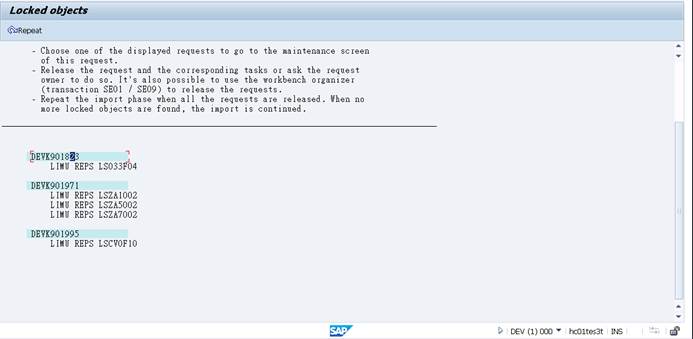 Locked objects
Repeat
- Choose one of the displayed requests to go to the maintenance screen
of this request.
- Release the request and the corresponding tasks or ask the request
owner to do so. It's also possible to use the workbench organizer
(transaction SE01 / SE09) to release the requests.
- Repeat the import phase when all the requests are released. When no
more locked objects are found, the import is continued.
DEVK901823
LIMU REPS LSO33F04
DEVK901971
LIMU REPS LSZA1002
LIMU REPS LSZA5002
LIMU REPS LSZA7002
DEVK901995
LIMU REPS LSCV0F10
SAP
DEV (1) 000
hc01tes3t
INS